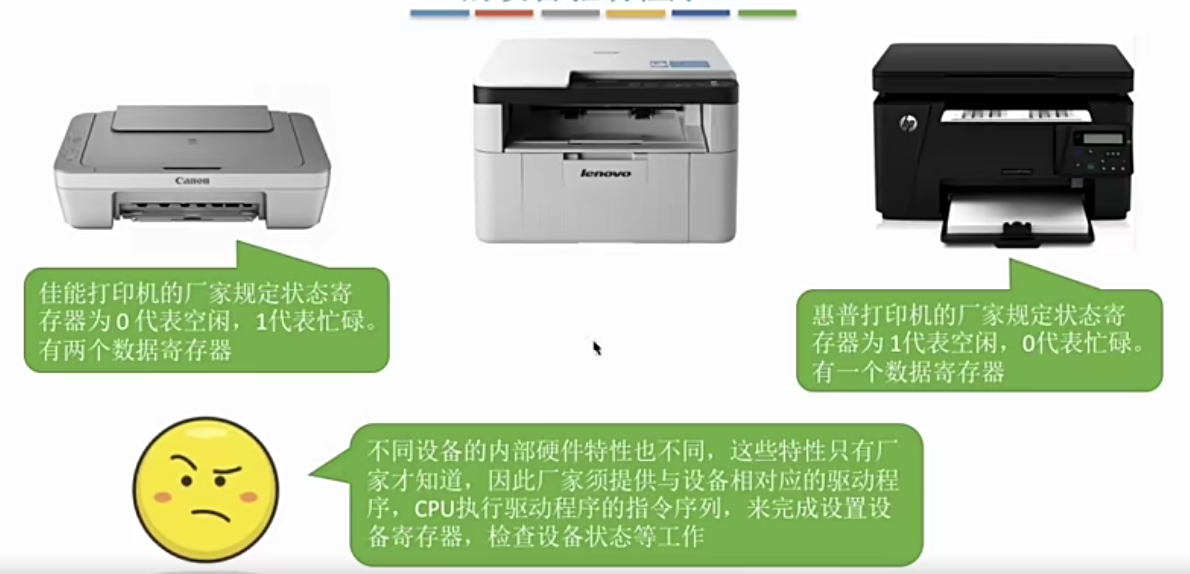 Canon
lenovo
hp
佳能打印机的厂家规定状态寄
存器为 0 代表空闲，1代表忙碌。
有两个数据寄存器
惠普打印机的厂家规定状态寄
存器为 1代表空闲，0代表忙碌。
有一个数据寄存器
不同设备的内部硬件特性也不同，这些特性只有厂
家才知道，因此厂家须提供与设备相对应的驱动程
序，CPU执行驱动程序的指令序列，来完成设置设
备寄存器，检查设备状态等工作